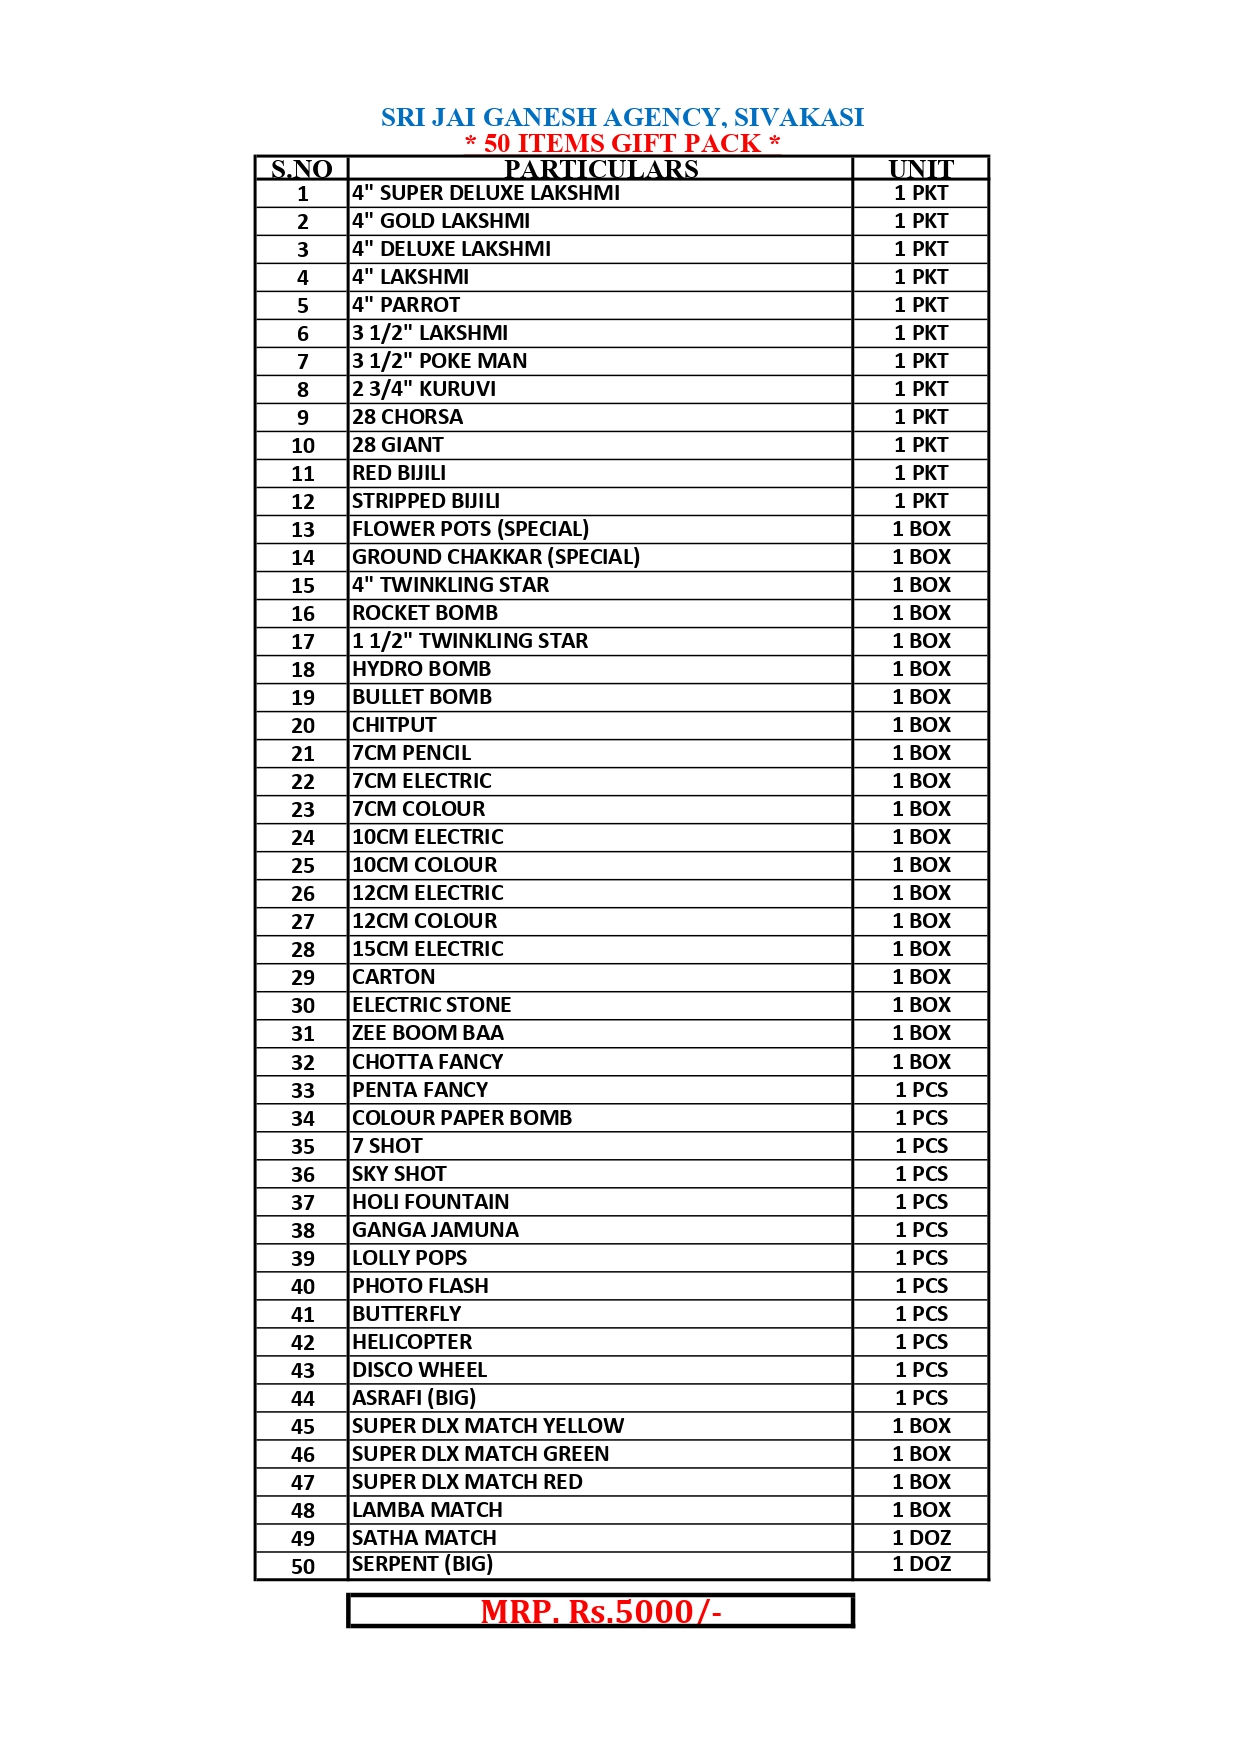 SRI JAI GANESH AGENCY, SIVAKASI
* 50 ITEMS GIFT PACK *
S.NO PARTICULARS UNIT
1 4" SUPER DELUXE LAKSHMI 1 PKT
2 4" GOLD LAKSHMI 1 PKT
3 4" DELUXE LAKSHMI 1 PKT
4 4" LAKSHMI 1 PKT
5 4" PARROT 1 PKT
6 3 1/2" LAKSHMI 1 PKT
7 3 1/2" POKE MAN 1 PKT
8 2 3/4" KURUVI 1 PKT
9 28 CHORSA 1 PKT
10 28 GIANT 1 PKT
11 RED BIJILI 1 PKT
12 STRIPPED BIJILI 1 PKT
13 FLOWER POTS (SPECIAL) 1 BOX
14 GROUND CHAKKAR (SPECIAL) 1 BOX
15 4" TWINKLING STAR 1 BOX
16 ROCKET BOMB 1 BOX
17 1 1/2" TWINKLING STAR 1 BOX
18 HYDRO BOMB 1 BOX
19 BULLET BOMB 1 BOX
20 CHITPUT 1 BOX
21 7CM PENCIL 1 BOX
22 7CM ELECTRIC 1 BOX
23 7CM COLOUR 1 BOX
24 10CM ELECTRIC 1 BOX
25 10CM COLOUR 1 BOX
26 12CM ELECTRIC 1 BOX
27 12CM COLOUR 1 BOX
28 15CM ELECTRIC 1 BOX
29 CARTON 1 BOX
30 ELECTRIC STONE 1 BOX
31 ZEE BOOM BAA 1 BOX
32 CHOTTA FANCY 1 BOX
33 PENTA FANCY 1 PCS
34 COLOUR PAPER BOMB 1 PCS
35 7 SHOT 1 PCS
36 SKY SHOT 1 PCS
37 HOLI FOUNTAIN 1 PCS
38 GANGA JAMUNA 1 PCS
39 LOLLY POPS 1 PCS
40 PHOTO FLASH 1 PCS
41 BUTTERFLY 1 PCS
42 HELICOPTER 1 PCS
43 DISCO WHEEL 1 PCS
44 ASRAFI (BIG) 1 PCS
45 SUPER DLX MATCH YELLOW 1 BOX
46 SUPER DLX MATCH GREEN 1 BOX
47 SUPER DLX MATCH RED 1 BOX
48 LAMBA MATCH 1 BOX
49 SATHA MATCH 1 DOZ
50 SERPENT (BIG) 1 DOZ
MRP. Rs.5000/-